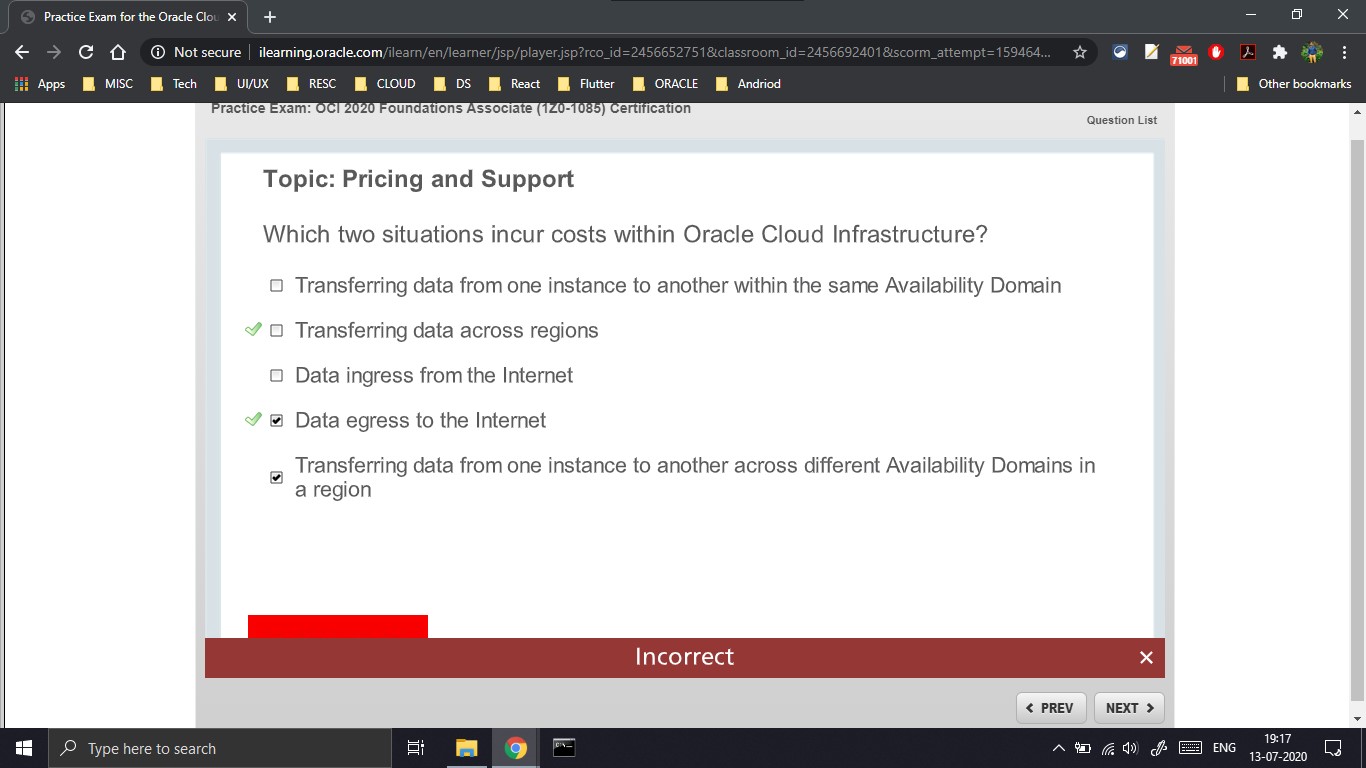 Practice Exam for the Oracle Clou
Not secure
ilearning.oracle.com/ilearn/en/learner/jsp/player.jsp?rco_id=2456652751&classroom_id=2456692401&scorm_attempt=159464...
71001
Apps MISC Tech UI/UX RESC CLOUD DS React Flutter ORACLE Andriod Other bookmarks
Practice Exam: OCI 2020 Foundations Associate (1Z0-1085) Certification
Question List
Topic: Pricing and Support
Which two situations incur costs within Oracle Cloud Infrastructure?
Transferring data from one instance to another within the same Availability Domain
Transferring data across regions
Data ingress from the Internet
Data egress to the Internet
Transferring data from one instance to another across different Availability Domains in
a region
Incorrect
PREV NEXT
Type here to search
ENG
19:17
13-07-2020